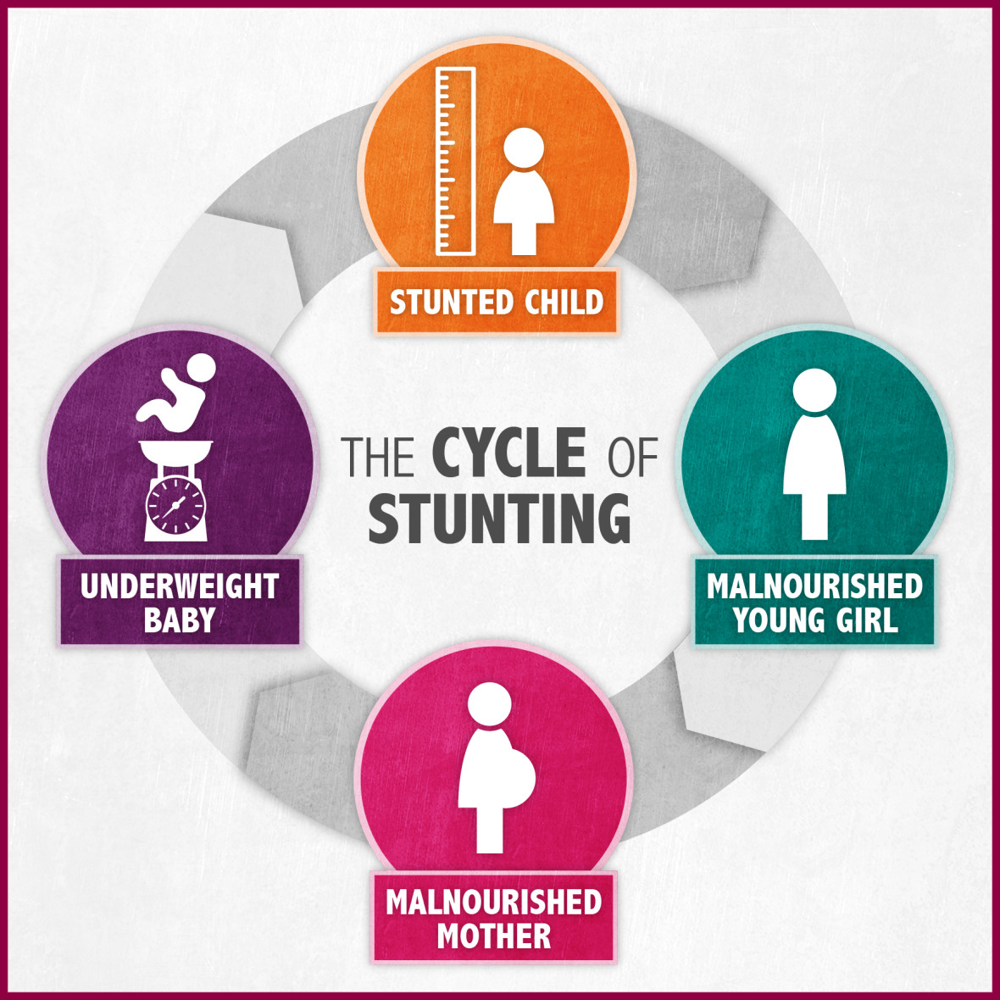 STUNTED CHILD
THE CYCLE OF
STUNTING
UNDERWEIGHT
BABY
MALNOURISHED
YOUNG GIRL
MALNOURISHED
MOTHER